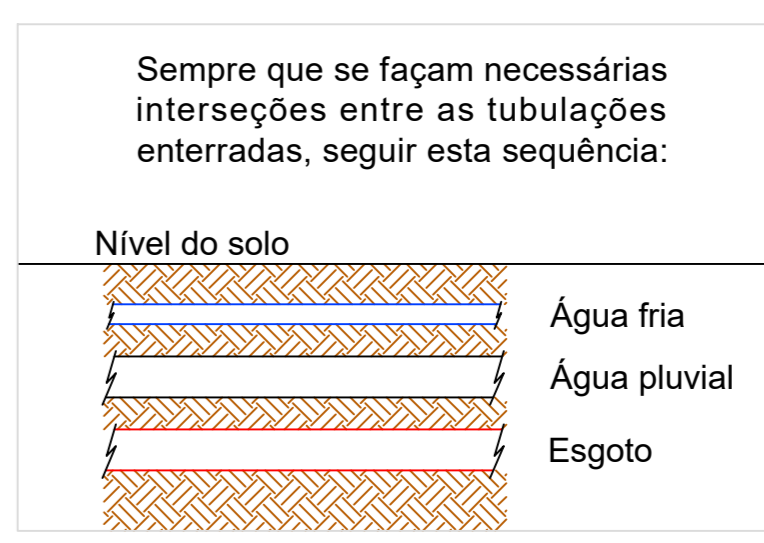 Sempre que se façam necessárias
interseções entre as tubulações
enterradas, seguir esta sequência:
Nível do solo
Água fria
Água pluvial
Esgoto